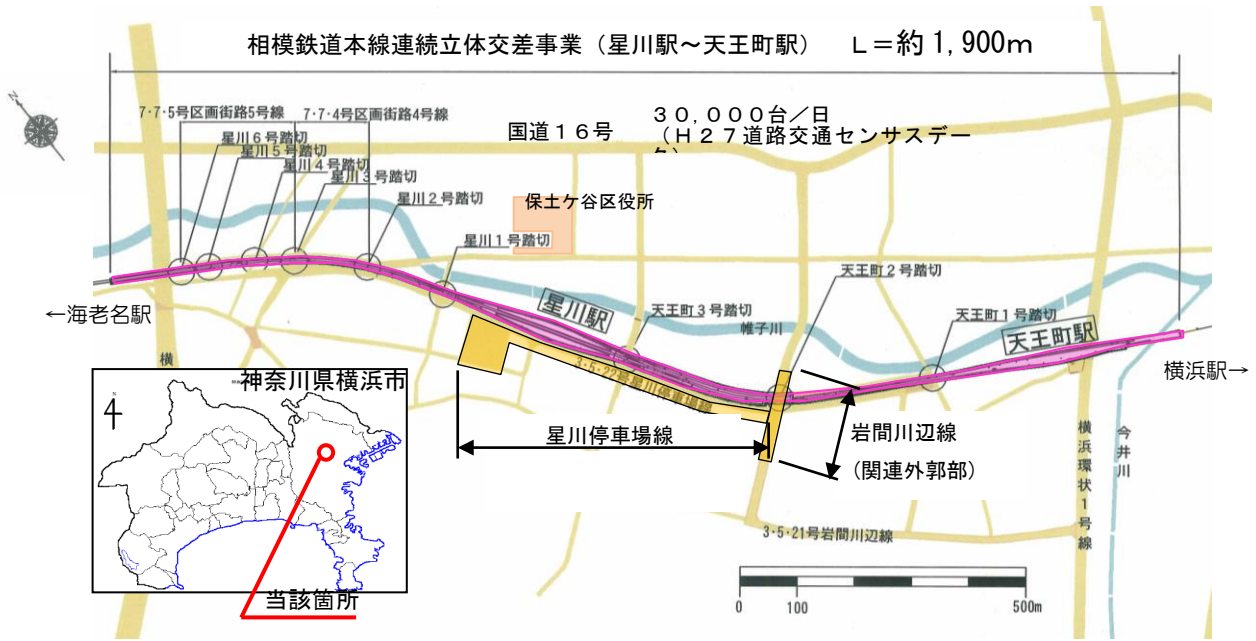 相模鉄道本線連続立体交差事業（星川駅～天王町駅）　L＝約1,900m
7・7・5号区画街路5号線
7・7・4号区画街路4号線
国道16号
３０,０００台／日
（Ｈ２７道路交通センサスデー
星川６号踏切
星川５号踏切
星川４号踏切
星川３号踏切
星川２号踏切
星川１号踏切
保土ケ谷区役所
天王町２号踏切
天王町３号踏切
天王町１号踏切
星川駅
帷子川
天王町駅
←海老名駅
横浜駅→
横
3・5・22号星川停車場線
星川停車場線
岩間川辺線
（関連外郭部）
横浜環状１号線
今井川
3・5・21号岩間川辺線
神奈川県横浜市
4
当該箇所
0
100
500m